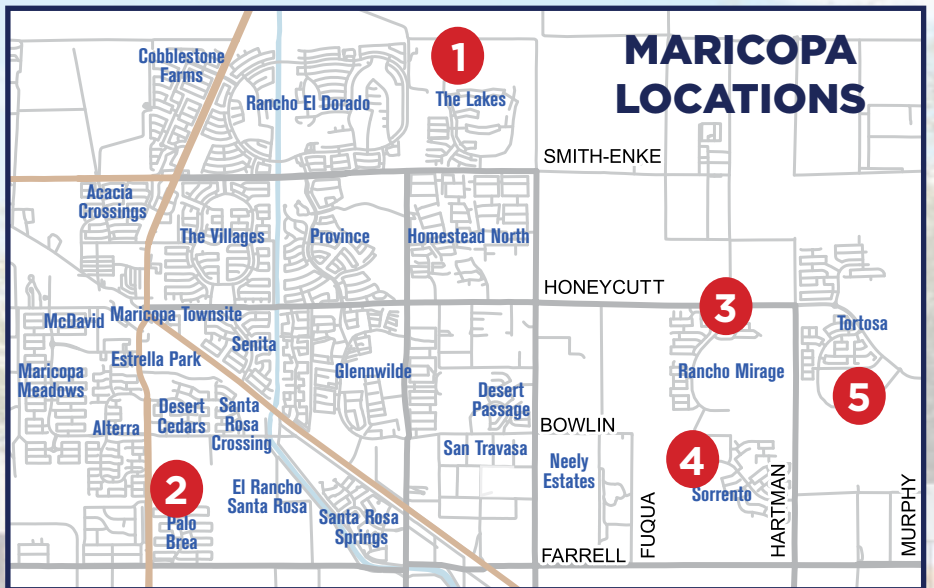 MARICOPA
LOCATIONS
1
Cobblestone
Farms
Rancho El Dorado
The Lakes
SMITH-ENKE
Acacia
Crossings
The Villages
Province
Homestead North
HONEYCUTT
3
McDavid
Maricopa Townsite
Tortosa
Senita
Estrella Park
Maricopa
Meadows
Glennwilde
Rancho Mirage
5
Desert
Passage
Desert
Cedars
Santa
Rosa
Crossing
Alterra
BOWLIN
San Travasa
4
Neely
Estates
2
El Rancho
Santa Rosa
Sorrento
HARTMAN
FUQUA
MURPHY
Palo
Brea
Santa Rosa
Springs
FARRELL